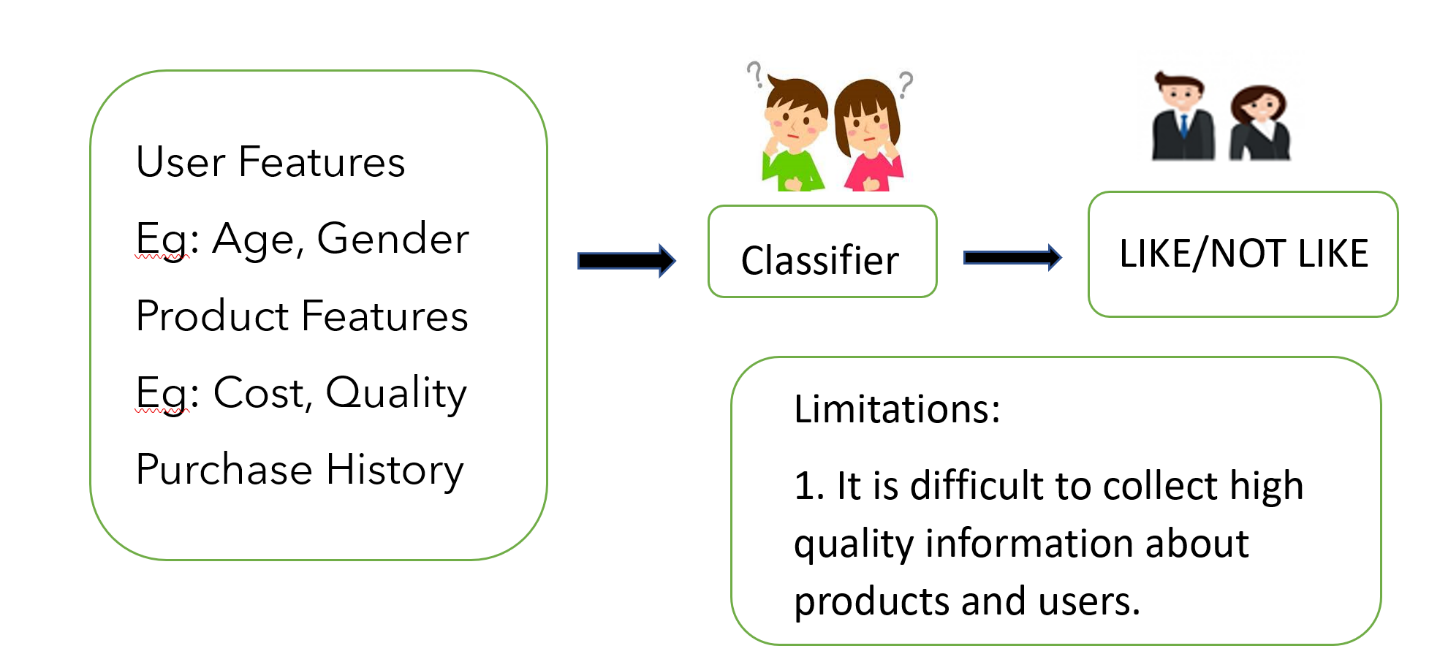 User Features
Eg: Age, Gender
Product Features
Eg: Cost, Quality
Purchase History
? ?
Classifier
LIKE/NOT LIKE
Limitations:
1. It is difficult to collect high
quality information about
products and users.